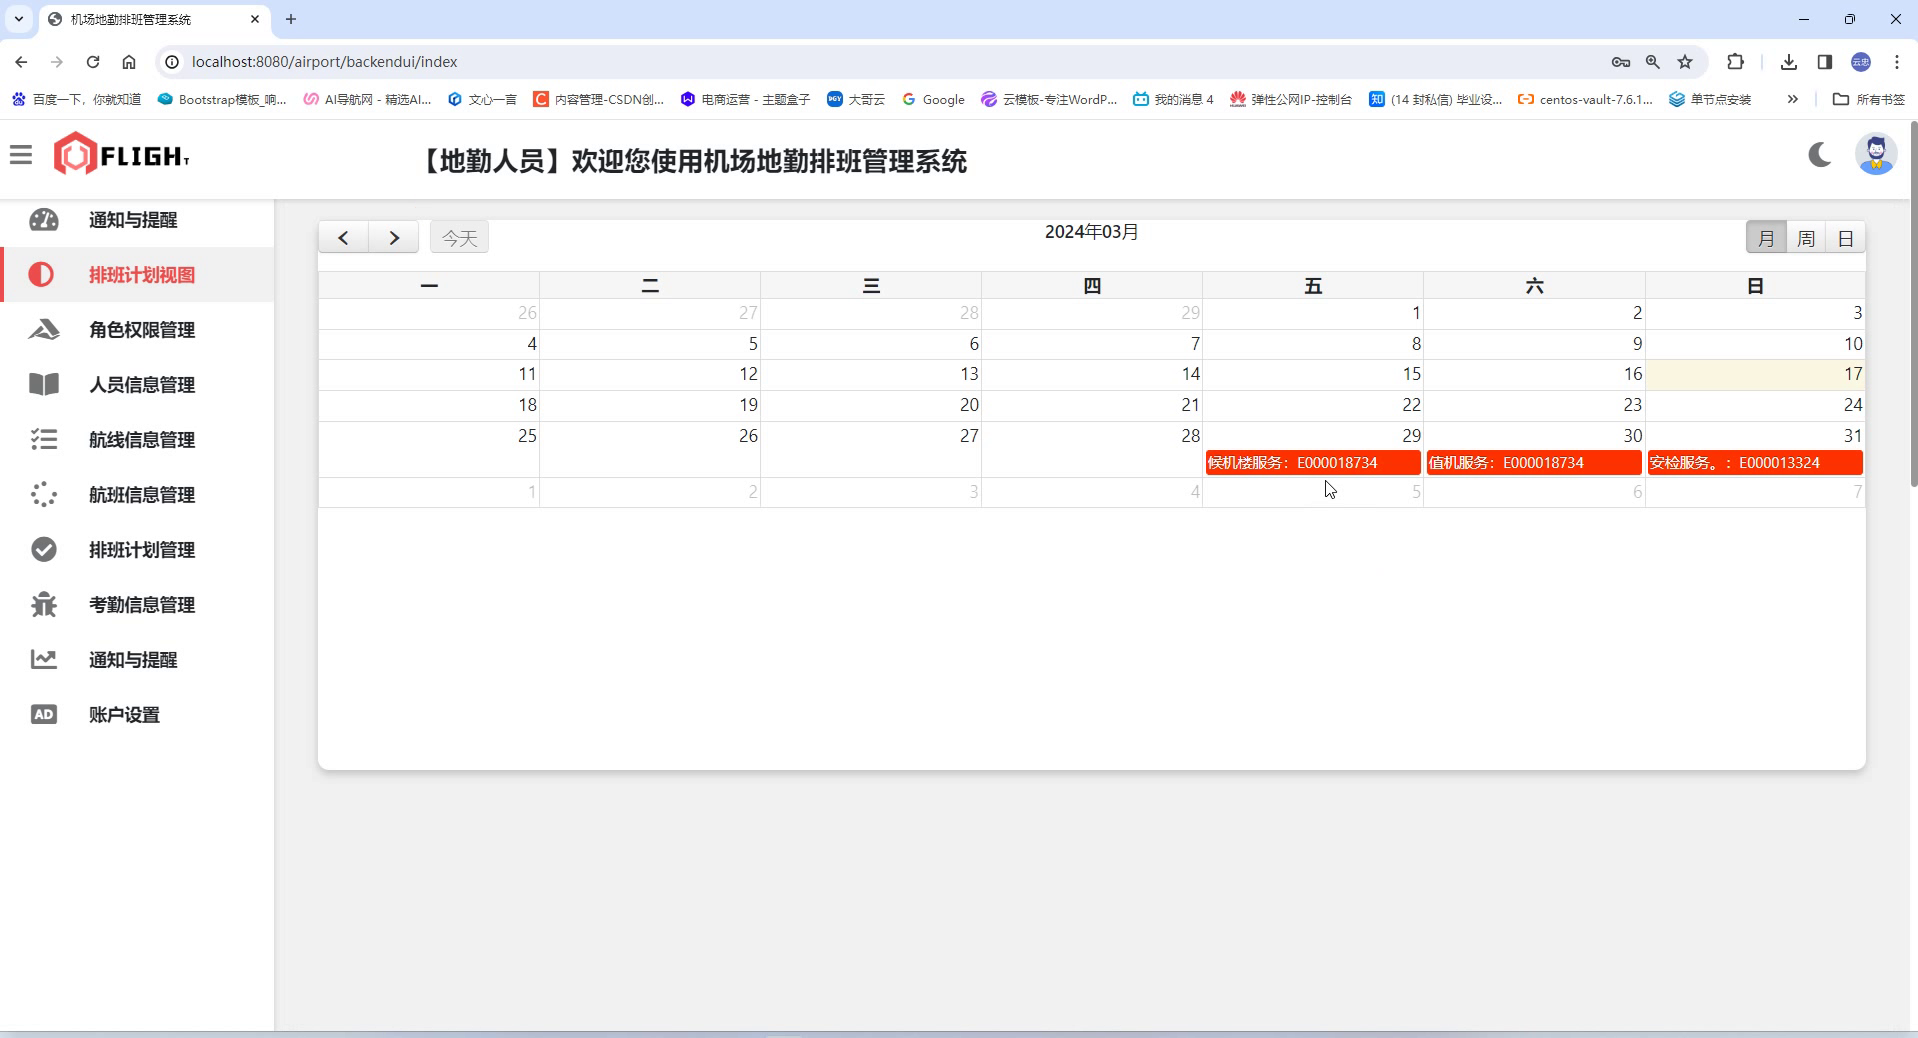 机场地勤排班管理系统
localhost:8080/airport/backendui/index
云忠
百度一下，你就知道
Bootstrap模板_响...
AI导航网 - 精选AI...
文心一言
C 内容管理-CSDN创...
电商运营 - 主题盒子
DGY 大哥云
Google
云模板-专注WordP...
我的消息 4
弹性公网IP-控制台
知 (14 封私信) 毕业设...
centos-vault-7.6.1...
单节点安装
所有书签
FLIGHT
【地勤人员】欢迎您使用机场地勤排班管理系统
通知与提醒
排班计划视图
角色权限管理
人员信息管理
航线信息管理
航班信息管理
排班计划管理
考勤信息管理
通知与提醒
AD 账户设置
今天
2024年03月
月 周 日
一 二 三 四 五 六 日
26 27 28 29 1 2 3
4 5 6 7 8 9 10
11 12 13 14 15 16 17
18 19 20 21 22 23 24
25 26 27 28 29 30 31
候机楼服务：E000018734 值机服务：E000018734 安检服务。：E000013324
1 2 3 4 5 6 7